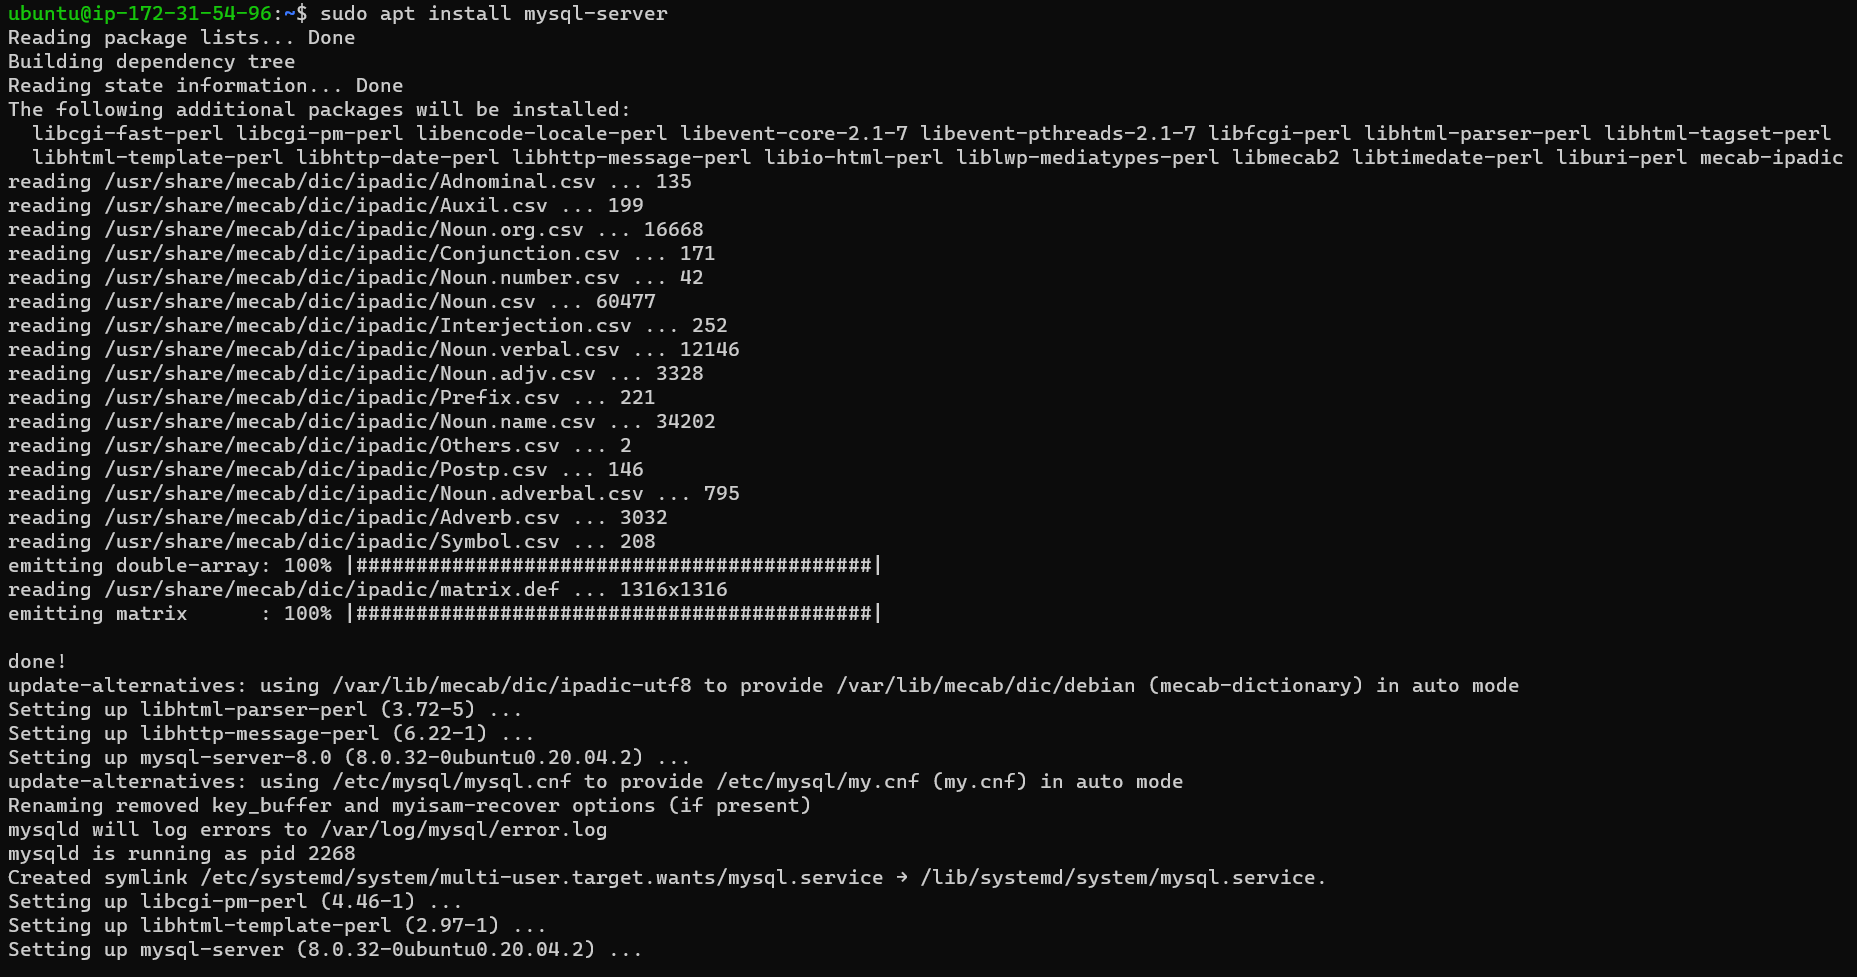 ubuntu@ip-172-31-54-96:~$ sudo apt install mysql-server
Reading package lists... Done
Building dependency tree
Reading state information... Done
The following additional packages will be installed:
  libcgi-fast-perl libcgi-pm-perl libencode-locale-perl libevent-core-2.1-7 libevent-pthreads-2.1-7 libfcgi-perl libhtml-parser-perl libhtml-tagset-perl
  libhtml-template-perl libhttp-date-perl libhttp-message-perl libio-html-perl liblwp-mediatypes-perl libmecab2 libtimedate-perl liburi-perl mecab-ipadic
reading /usr/share/mecab/dic/ipadic/Adnominal.csv ... 135
reading /usr/share/mecab/dic/ipadic/Auxil.csv ... 199
reading /usr/share/mecab/dic/ipadic/Noun.org.csv ... 16668
reading /usr/share/mecab/dic/ipadic/Conjunction.csv ... 171
reading /usr/share/mecab/dic/ipadic/Noun.number.csv ... 42
reading /usr/share/mecab/dic/ipadic/Noun.csv ... 60477
reading /usr/share/mecab/dic/ipadic/Interjection.csv ... 252
reading /usr/share/mecab/dic/ipadic/Noun.verbal.csv ... 12146
reading /usr/share/mecab/dic/ipadic/Noun.adjv.csv ... 3328
reading /usr/share/mecab/dic/ipadic/Prefix.csv ... 221
reading /usr/share/mecab/dic/ipadic/Noun.name.csv ... 34202
reading /usr/share/mecab/dic/ipadic/Others.csv ... 2
reading /usr/share/mecab/dic/ipadic/Postp.csv ... 146
reading /usr/share/mecab/dic/ipadic/Noun.adverbal.csv ... 795
reading /usr/share/mecab/dic/ipadic/Adverb.csv ... 3032
reading /usr/share/mecab/dic/ipadic/Symbol.csv ... 208
emitting double-array: 100% |###########################################|
reading /usr/share/mecab/dic/ipadic/matrix.def ... 1316x1316
emitting matrix      : 100% |###########################################|

done!
update-alternatives: using /var/lib/mecab/dic/ipadic-utf8 to provide /var/lib/mecab/dic/debian (mecab-dictionary) in auto mode
Setting up libhtml-parser-perl (3.72-5) ...
Setting up libhttp-message-perl (6.22-1) ...
Setting up mysql-server-8.0 (8.0.32-0ubuntu0.20.04.2) ...
update-alternatives: using /etc/mysql/mysql.cnf to provide /etc/mysql/my.cnf (my.cnf) in auto mode
Renaming removed key_buffer and myisam-recover options (if present)
mysqld will log errors to /var/log/mysql/error.log
mysqld is running as pid 2268
Created symlink /etc/systemd/system/multi-user.target.wants/mysql.service → /lib/systemd/system/mysql.service.
Setting up libcgi-pm-perl (4.46-1) ...
Setting up libhtml-template-perl (2.97-1) ...
Setting up mysql-server (8.0.32-0ubuntu0.20.04.2) ...